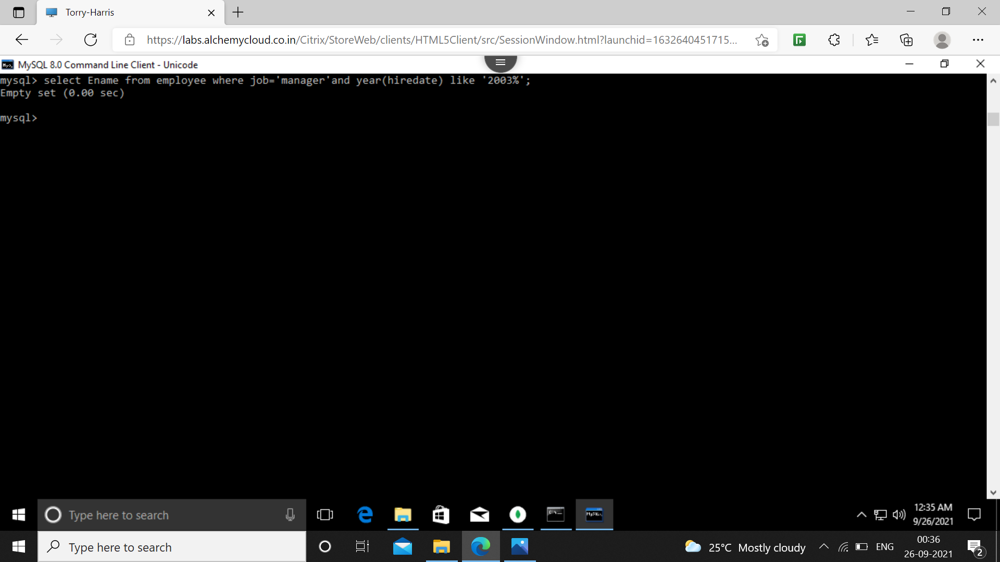 Torry-Harris
https://labs.alchemycloud.co.in/Citrix/StoreWeb/clients/HTML5Client/src/SessionWindow.html?launchid=1632640451715...
MySQL 8.0 Command Line Client - Unicode
mysql> select Ename from employee where job='manager'and year(hiredate) like '2003%';
Empty set (0.00 sec)
mysql>
Type here to search
12:35 AM
9/26/2021
Type here to search
25°C Mostly cloudy
ENG
00:36
26-09-2021
2